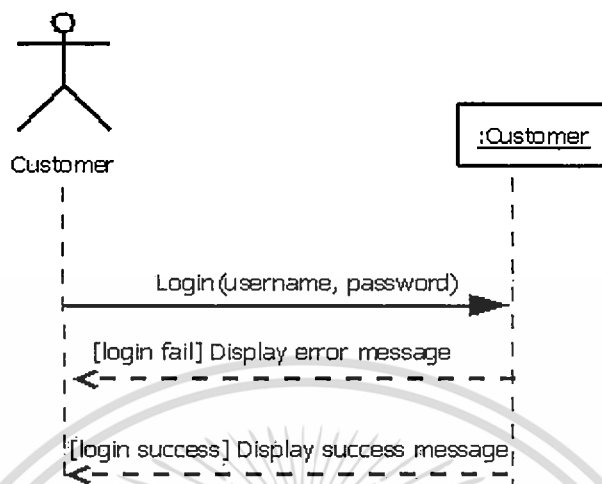 Customer
:Customer
Login(username, password)
[login fail] Display error message
[login success] Display success message